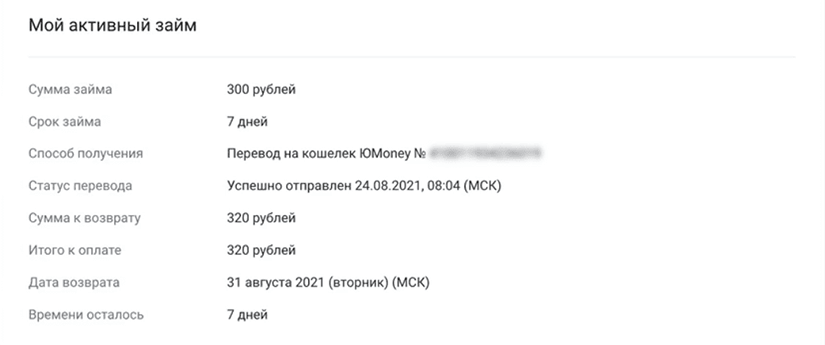 Мой активный займ
Сумма займа 300 рублей
Срок займа 7 дней
Способ получения Перевод на кошелек ЮMoney №
Статус перевода Успешно отправлен 24.08.2021, 08:04 (МСК)
Сумма к возврату 320 рублей
Итого к оплате 320 рублей
Дата возврата 31 августа 2021 (вторник) (МСК)
Времени осталось 7 дней